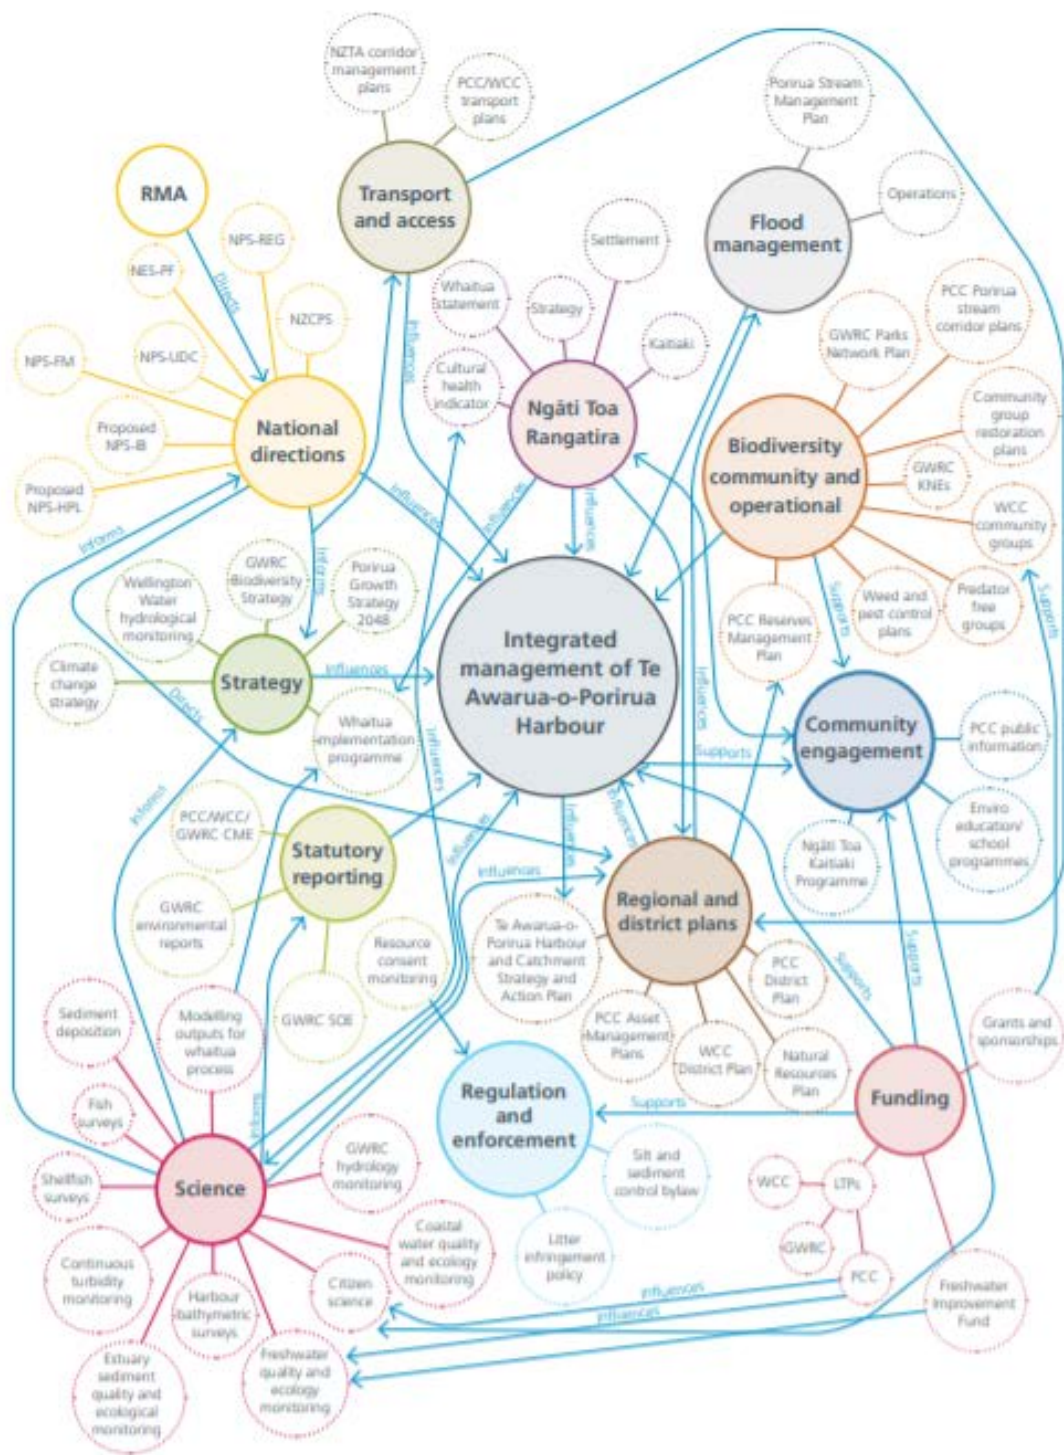 NZTA corridor
management
plans
PCC/WCC
transport
plans
Porirua Stream
Management
Plan
RMA
Transport
and access
Flood
management
Operations
NPS-REG
NES-PF
Directs
NZCPS
NPS-UDC
NPS-FM
Proposed
NPS-IB
Proposed
NPS-HPL
National
directions
Influences
Settlement
Whaitua
statement
Strategy
Kaitiaki
Cultural
health
indicator
Ngāti Toa
Rangatira
GWRC Parks
Network Plan
PCC Porirua
stream
corridor plans
Community
group
restoration
plans
Biodiversity
community and
operational
GWRC
KNEs
WCC
community
groups
Predator
free
groups
Weed and
pest control
plans
PCC Reserves
Management
Plan
Supports
Supports
Informs
Influences
Influences
Influences
Informs
GWRC
Biodiversity
Strategy
Porirua
Growth
Strategy
2048
Wellington
Water
hydrological
monitoring
Climate
change
strategy
Strategy
Influences
Whaitua
implementation
programme
Directs
Integrated
management of Te
Awarua-o-Porirua
Harbour
Influences
Supports
Community
engagement
PCC public
information
Enviro
education/
school
programmes
Ngāti Toa
Kaitiaki
Programme
Influences
Informs
PCC/WCC/
GWRC CME
Statutory
reporting
GWRC
environmental
reports
GWRC SOE
Resource
consent
monitoring
Influences
Influences
Influences
Influences
Regional and
district plans
Te Awarua-o-
Porirua Harbour
and Catchment
Strategy and
Action Plan
PCC Asset
Management
Plans
WCC
District Plan
Natural
Resources
Plan
PCC
District
Plan
Supports
Supports
Grants and
sponsorships
Funding
Supports
Regulation
and
enforcement
Silt and
sediment
control bylaw
Litter
infringement
policy
WCC
LTPs
GWRC
PCC
Freshwater
Improvement
Fund
Influences
Influences
Sediment
deposition
Modelling
outputs for
whaitua
process
Informs
Fish
surveys
Shellfish
surveys
Science
GWRC
hydrology
monitoring
Coastal
water quality
and ecology
monitoring
Citizen
science
Continuous
turbidity
monitoring
Harbour
bathymetric
surveys
Estuary
sediment
quality and
ecological
monitoring
Freshwater
quality and
ecology
monitoring